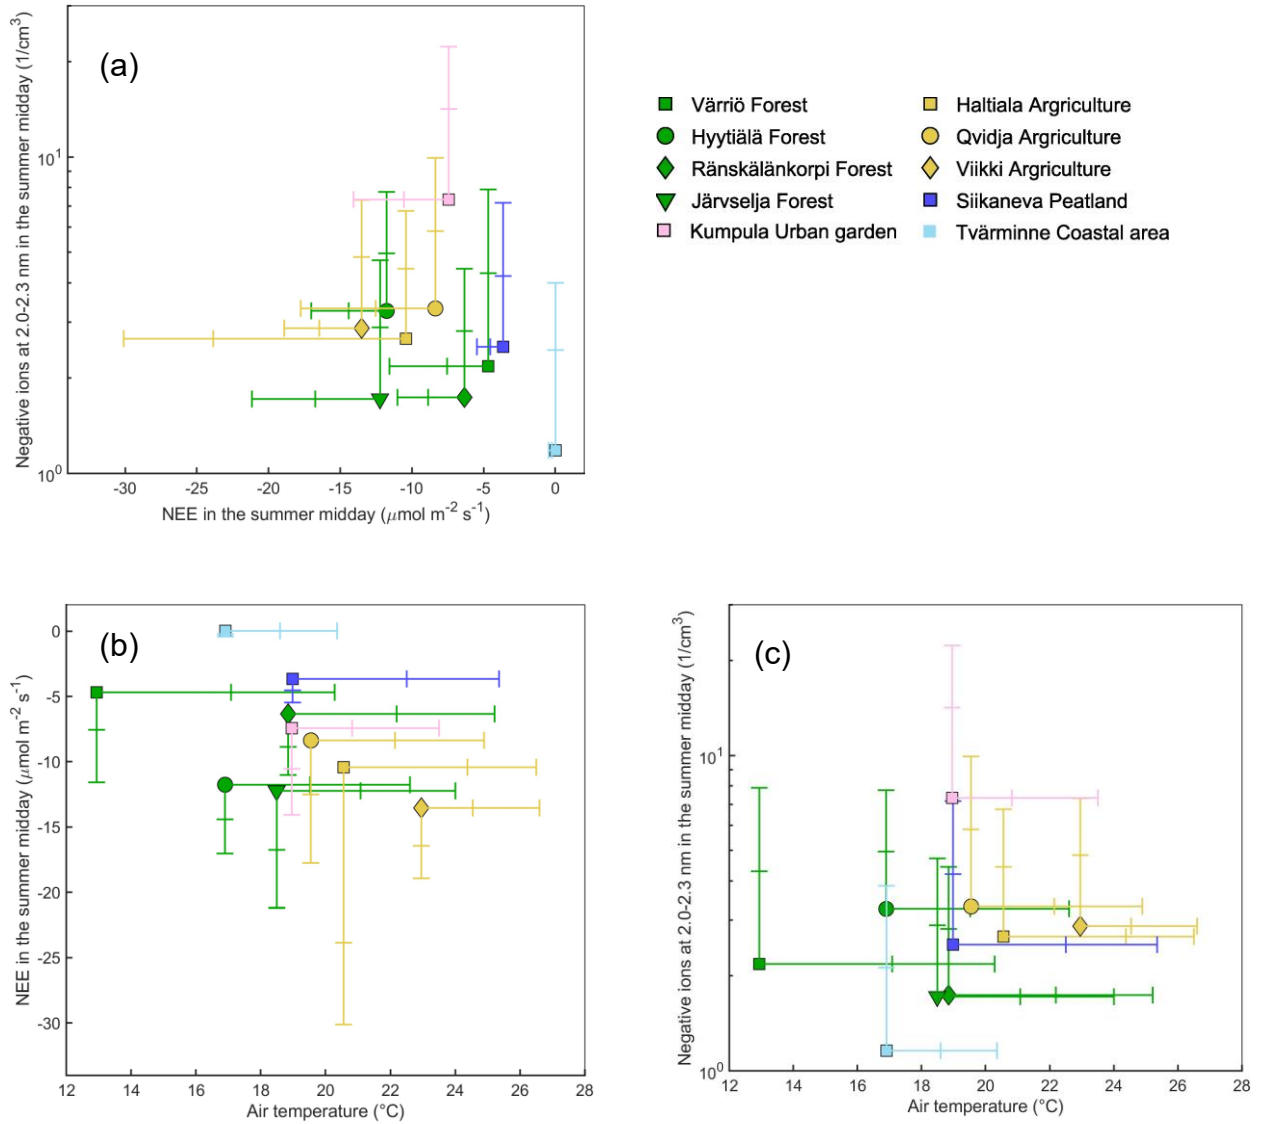 (a)
Negative ions at 2.0-2.3 nm in the summer midday (1/cm³)
10¹
10⁰
-30 -25 -20 -15 -10 -5 0
NEE in the summer midday (μmol m⁻² s⁻¹)
Värriö Forest
Hyytiälä Forest
Ränskälänkorpi Forest
Järvselja Forest
Kumpula Urban garden
Haltiala Argriculture
Qvidja Argriculture
Viikki Argriculture
Siikaneva Peatland
Tvärminne Coastal area
(b)
NEE in the summer midday (μmol m⁻² s⁻¹)
0
-5
-10
-15
-20
-25
-30
12 14 16 18 20 22 24 26 28
Air temperature (°C)
(c)
Negative ions at 2.0-2.3 nm in the summer midday (1/cm³)
10¹
10⁰
12 14 16 18 20 22 24 26 28
Air temperature (°C)